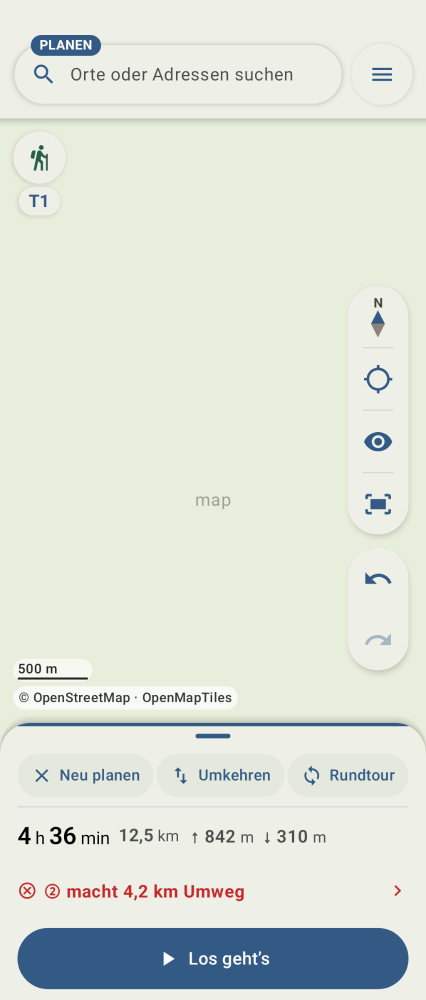 PLANEN
Orte oder Adressen suchen
T1
N
map
500 m
© OpenStreetMap · OpenMapTiles
Neu planen
Umkehren
Rundtour
4 h 36 min 12,5 km ↑ 842 m ↓ 310 m
② macht 4,2 km Umweg
Los geht’s